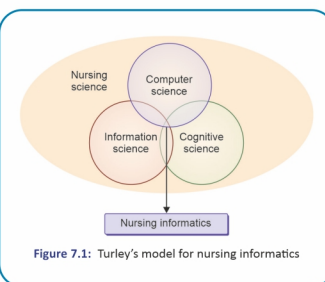 Nursing
science
Computer
science
Information
science
Cognitive
science
Nursing informatics
Figure 7.1: Turley's model for nursing informatics